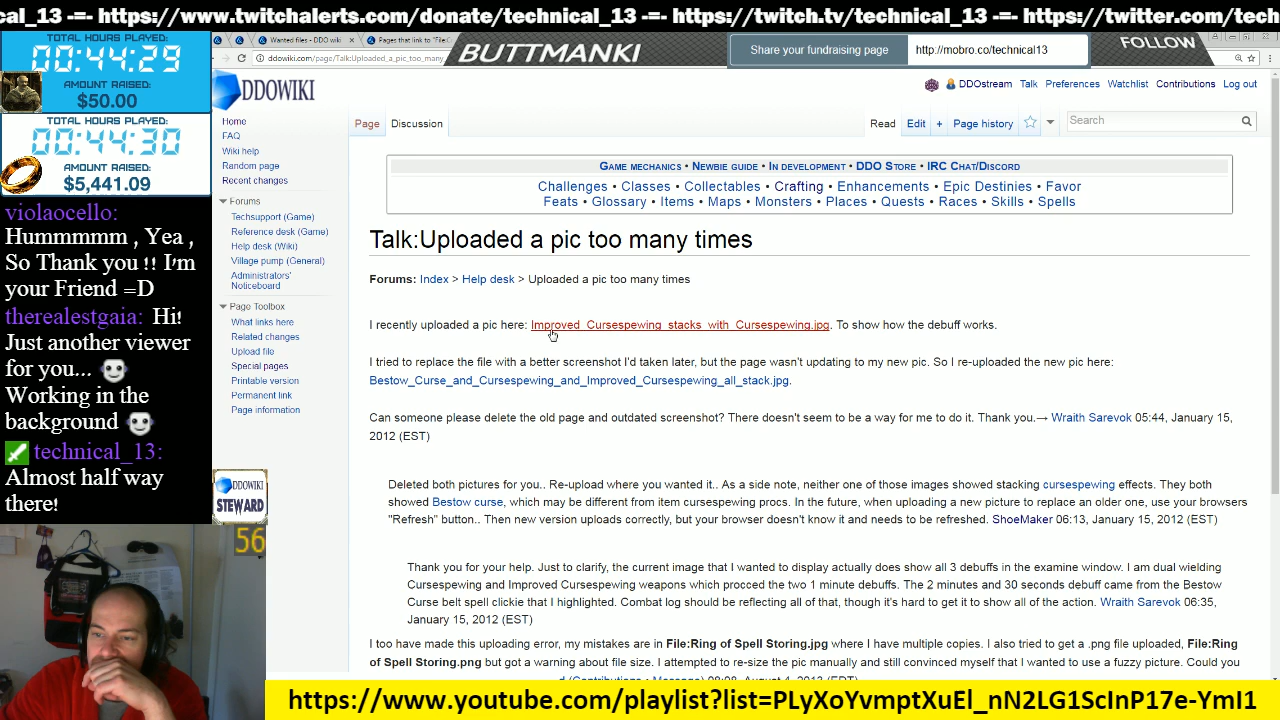 cal_13 -=- https://www.twitchalerts.com/donate/technical_13 -=- https://twitch.tv/technical_13 -=- https://twitter.com/tech
TOTAL HOURS PLAYED:
00:44:29
AMOUNT RAISED:
$50.00
TOTAL HOURS PLAYED:
00:44:30
AMOUNT RAISED:
$5,441.09
Wanted files - DDO wiki
Pages that link to "File:
ddowiki.com/page/Talk:Uploaded_a_pic_too_many
BUTTMANKI
Share your fundraising page
http://mobro.co/technical13
FOLLOW
DDOWIKI
DDOstream Talk Preferences Watchlist Contributions Log out
Page Discussion
Read Edit + Page history
Search
Home
FAQ
Wiki help
Random page
Recent changes
Forums
Techsupport (Game)
Reference desk (Game)
Help desk (Wiki)
Village pump (General)
Administrators'
Noticeboard
Page Toolbox
What links here
Related changes
Upload file
Special pages
Printable version
Permanent link
Page information
DDOWIKI
STEWARD
56
Game mechanics • Newbie guide • In development • DDO Store • IRC Chat/Discord
Challenges • Classes • Collectables • Crafting • Enhancements • Epic Destinies • Favor
Feats • Glossary • Items • Maps • Monsters • Places • Quests • Races • Skills • Spells
Talk:Uploaded a pic too many times
Forums: Index > Help desk > Uploaded a pic too many times
I recently uploaded a pic here: Improved_Cursespewing_stacks_with_Cursespewing.jpg. To show how the debuff works.
I tried to replace the file with a better screenshot I'd taken later, but the page wasn't updating to my new pic. So I re-uploaded the new pic here:
Bestow_Curse_and_Cursespewing_and_Improved_Cursespewing_all_stack.jpg.
Can someone please delete the old page and outdated screenshot? There doesn't seem to be a way for me to do it. Thank you.→ Wraith Sarevok 05:44, January 15,
2012 (EST)
Deleted both pictures for you.. Re-upload where you wanted it.. As a side note, neither one of those images showed stacking cursespewing effects. They both
showed Bestow curse, which may be different from item cursespewing procs. In the future, when uploading a new picture to replace an older one, use your browsers
"Refresh" button.. Then new version uploads correctly, but your browser doesn't know it and needs to be refreshed. ShoeMaker 06:13, January 15, 2012 (EST)
Thank you for your help. Just to clarify, the current image that I wanted to display actually does show all 3 debuffs in the examine window. I am dual wielding
Cursespewing and Improved Cursespewing weapons which procced the two 1 minute debuffs. The 2 minutes and 30 seconds debuff came from the Bestow
Curse belt spell clickie that I highlighted. Combat log should be reflecting all of that, though it's hard to get it to show all of the action. Wraith Sarevok 06:35,
January 15, 2012 (EST)
I too have made this uploading error, my mistakes are in File:Ring of Spell Storing.jpg where I have multiple copies. I also tried to get a .png file uploaded, File:Ring
of Spell Storing.png but got a warning about file size. I attempted to re-size the pic manually and still convinced myself that I wanted to use a fuzzy picture. Could you
violaocello:
Hummmmm , Yea ,
So Thank you !! I'm
your Friend =D
therealestgaia: Hi!
Just another viewer
for you...
Working in the
background
technical_13:
Almost half way
there!
https://www.youtube.com/playlist?list=PLyXoYvmptXuEl_nN2LG1ScInP17e-YmI1